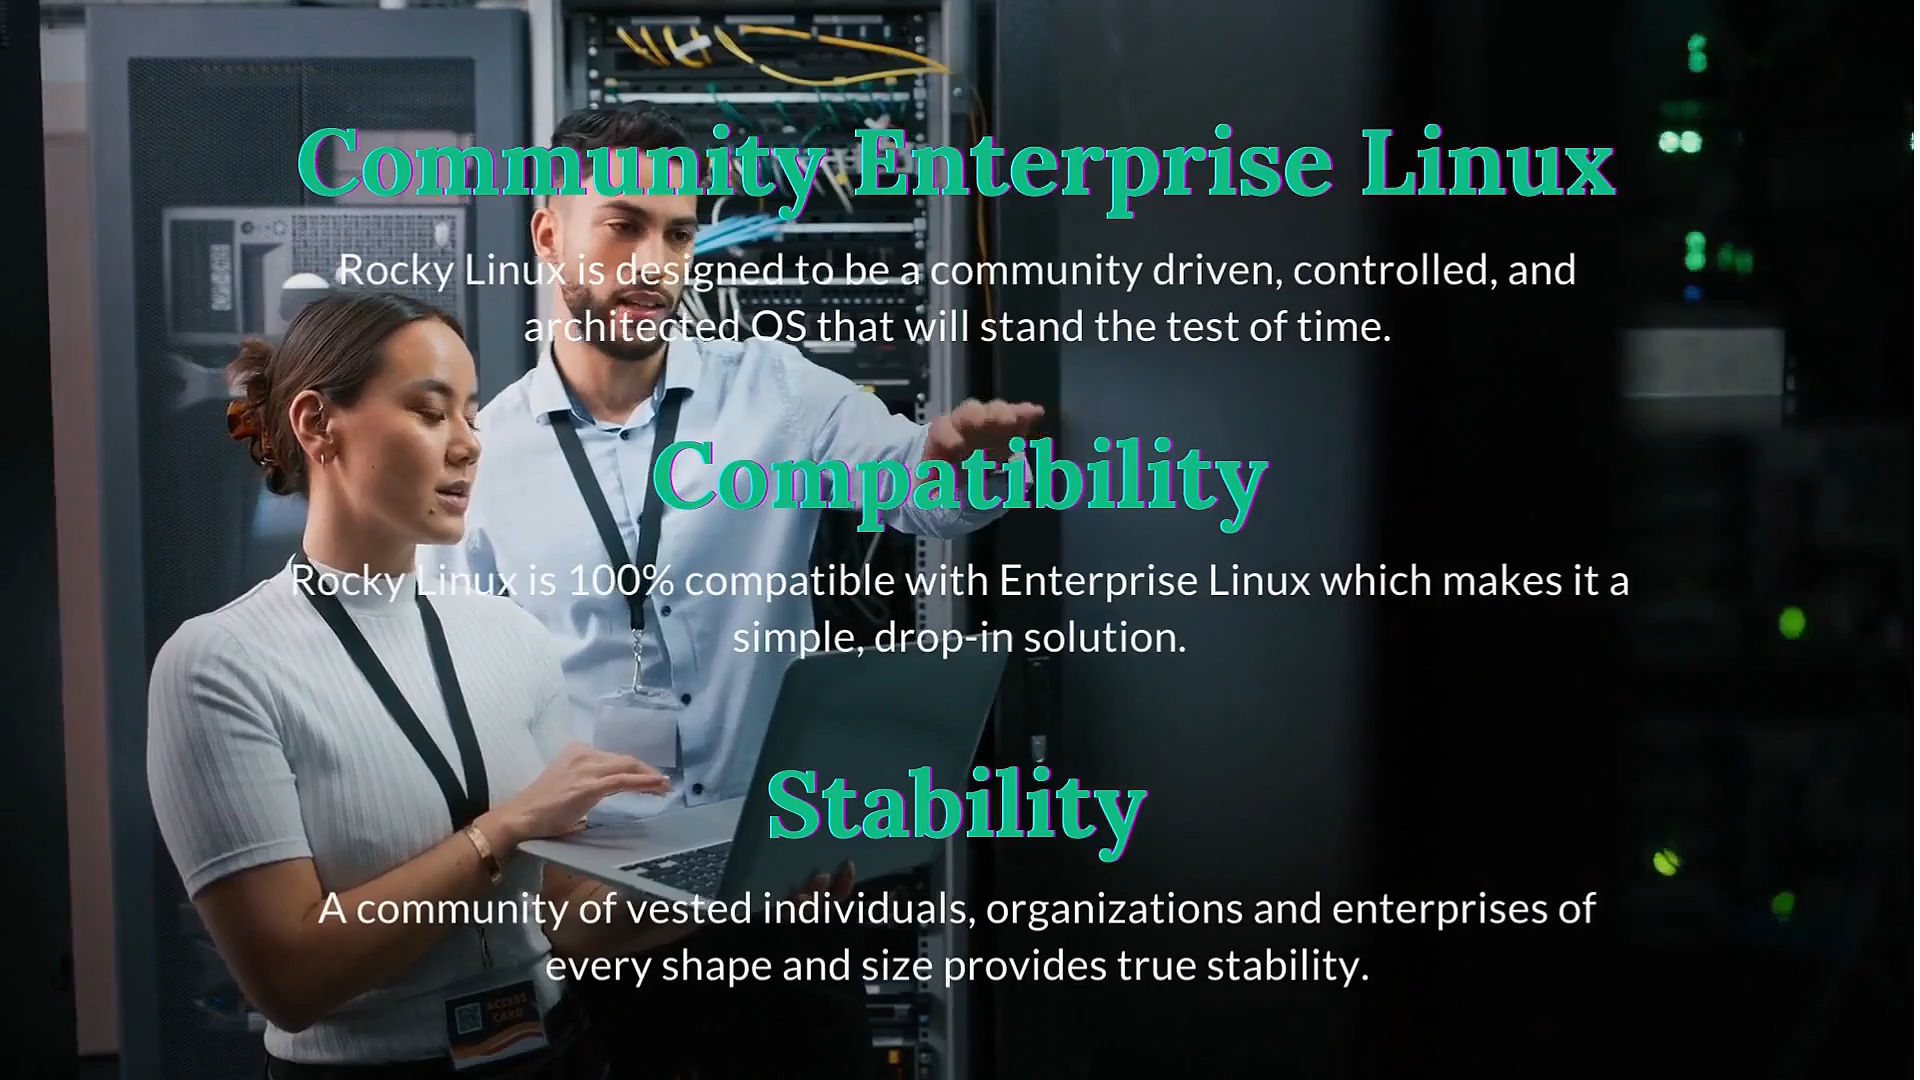 Community Enterprise Linux
Rocky Linux is designed to be a community driven, controlled, and
architected OS that will stand the test of time.
Compatibility
Rocky Linux is 100% compatible with Enterprise Linux which makes it a
simple, drop-in solution.
Stability
A community of vested individuals, organizations and enterprises of
every shape and size provides true stability.
ACCESS
CARD